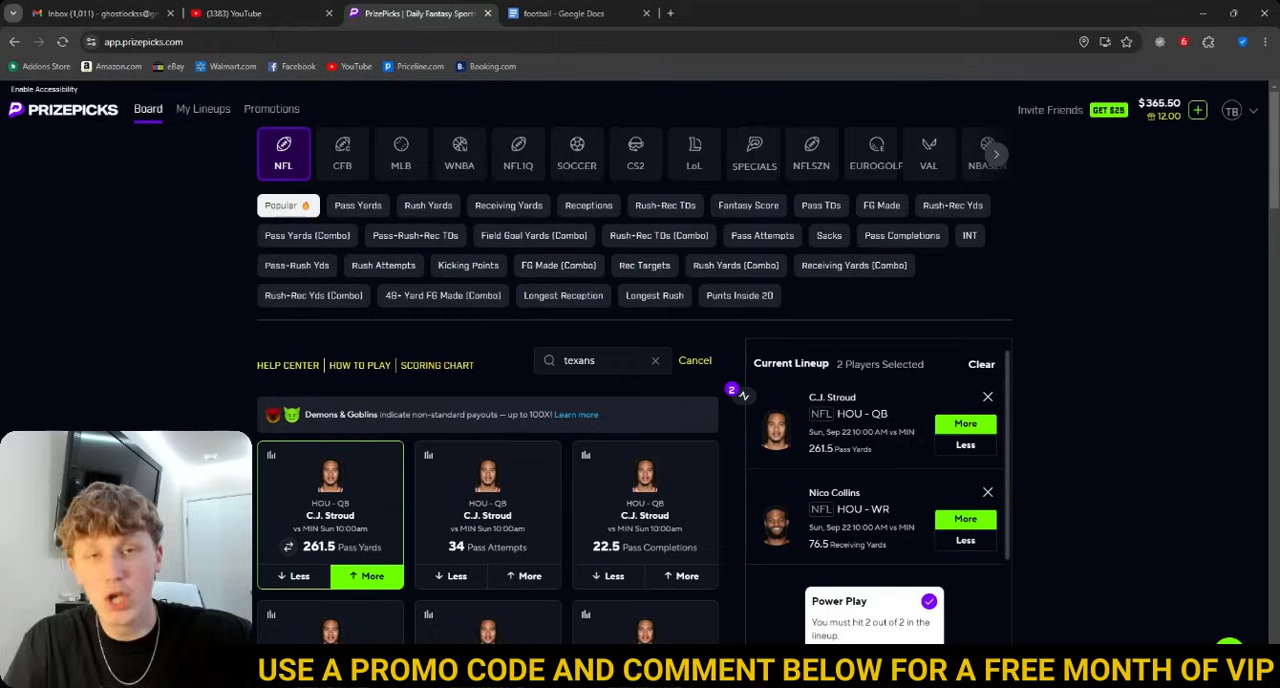 Inbox (1,011) - ghostlockss@gr
(3383) YouTube
PrizePicks | Daily Fantasy Sports
football - Google Docs
app.prizepicks.com
Addons Store
Amazon.com
eBay
Walmart.com
Facebook
YouTube
Priceline.com
Booking.com
Enable Accessibility
PRIZEPICKS
Board
My Lineups
Promotions
Invite Friends
GET $25
$365.50
12.00
TB
NFL
CFB
MLB
WNBA
NFL1Q
SOCCER
CS2
LoL
SPECIALS
NFLSZN
EUROGOLF
VAL
NBASZN
Popular
Pass Yards
Rush Yards
Receiving Yards
Receptions
Rush+Rec TDs
Fantasy Score
Pass TDs
FG Made
Rush+Rec Yds
Pass Yards (Combo)
Pass+Rush+Rec TDs
Field Goal Yards (Combo)
Rush+Rec TDs (Combo)
Pass Attempts
Sacks
Pass Completions
INT
Pass+Rush Yds
Rush Attempts
Kicking Points
FG Made (Combo)
Rec Targets
Rush Yards (Combo)
Receiving Yards (Combo)
Rush+Rec Yds (Combo)
48+ Yard FG Made (Combo)
Longest Reception
Longest Rush
Punts Inside 20
HELP CENTER | HOW TO PLAY | SCORING CHART
texans
Cancel
Demons & Goblins indicate non-standard payouts – up to 100X! Learn more
HOU - QB
C.J. Stroud
vs MIN Sun 10:00am
261.5 Pass Yards
Less
More
HOU - QB
C.J. Stroud
vs MIN Sun 10:00am
34 Pass Attempts
Less
More
HOU - QB
C.J. Stroud
vs MIN Sun 10:00am
22.5 Pass Completions
Less
More
Current Lineup 2 Players Selected
Clear
2
C.J. Stroud
NFL HOU - QB
Sun, Sep 22 10:00 AM vs MIN
261.5 Pass Yards
More
Less
Nico Collins
NFL HOU - WR
Sun, Sep 22 10:00 AM vs MIN
76.5 Receiving Yards
More
Less
Power Play
You must hit 2 out of 2 in the
lineup.
USE A PROMO CODE AND COMMENT BELOW FOR A FREE MONTH OF VIP